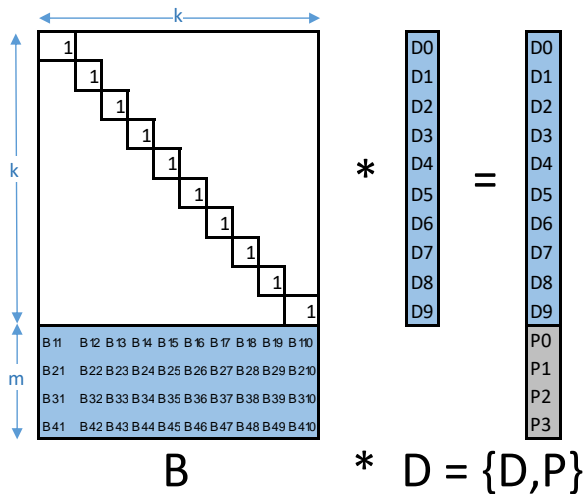 k
1 D0 D0
1 D1 D1
1 D2 D2
1 D3 D3
k 1 * D4 = D4
1 D5 D5
1 D6 D6
1 D7 D7
1 D8 D8
1 D9 D9
B11 B12 B13 B14 B15 B16 B17 B18 B19 B110 P0
m B21 B22 B23 B24 B25 B26 B27 B28 B29 B210 P1
B31 B32 B33 B34 B35 B36 B37 B38 B39 B310 P2
B41 B42 B43 B44 B45 B46 B47 B48 B49 B410 P3
B * D = {D,P}